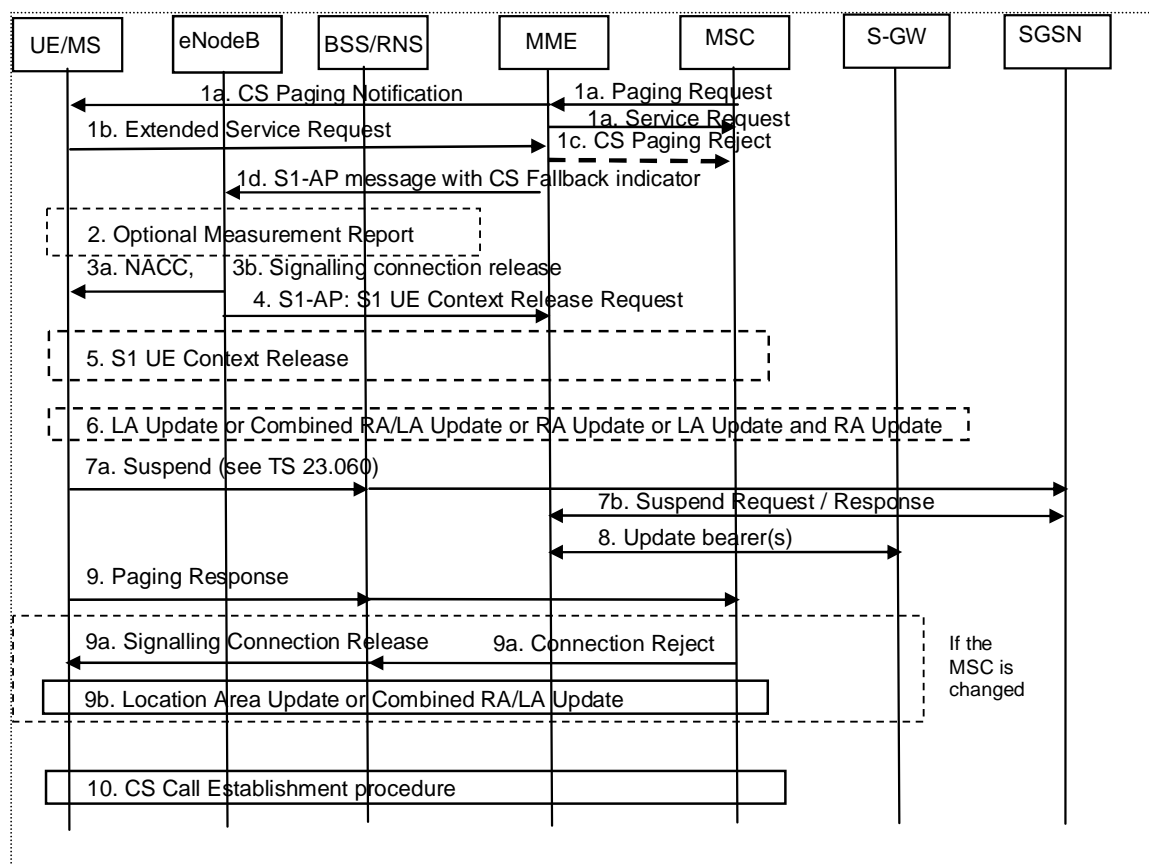 UE/MS
eNodeB
BSS/RNS
MME
MSC
S-GW
SGSN
1a. CS Paging Notification
1a. Paging Request
1a. Service Request
1b. Extended Service Request
1c. CS Paging Reject
1d. S1-AP message with CS Fallback indicator
2. Optional Measurement Report
3a. NACC,
3b. Signalling connection release
4. S1-AP: S1 UE Context Release Request
5. S1 UE Context Release
6. LA Update or Combined RA/LA Update or RA Update or LA Update and RA Update
7a. Suspend (see TS 23.060)
7b. Suspend Request / Response
8. Update bearer(s)
9. Paging Response
9a. Signalling Connection Release
9a. Connection Reject
If the
MSC is
changed
9b. Location Area Update or Combined RA/LA Update
10. CS Call Establishment procedure